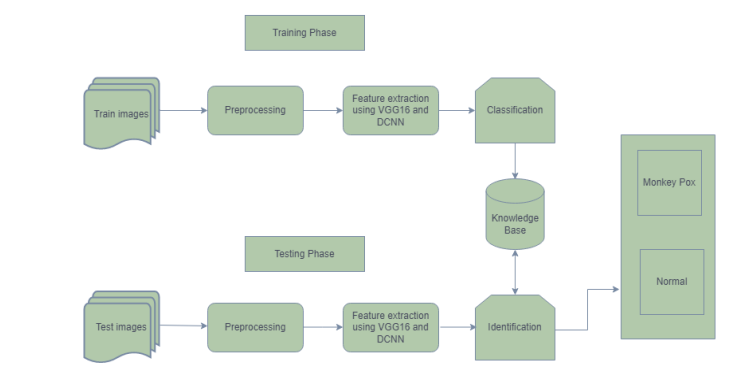 Training Phase
Train images
Preprocessing
Feature extraction
using VGG16 and
DCNN
Classification
Monkey Pox
Knowledge
Base
Testing Phase
Normal
Test images
Preprocessing
Feature extraction
using VGG16 and
DCNN
Identification